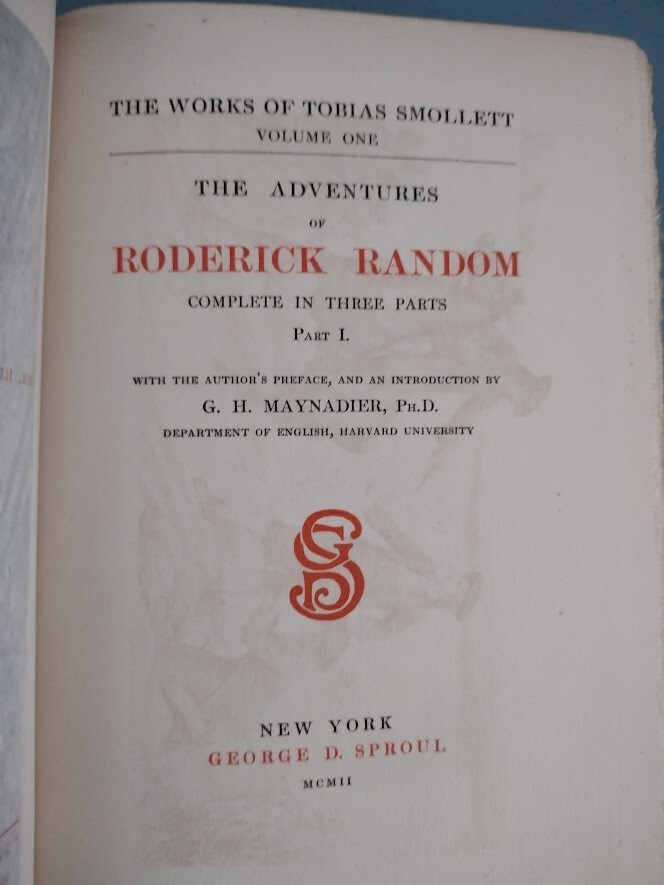 THE WORKS OF TOBIAS SMOLLETT
VOLUME ONE
THE ADVENTURES
OF
RODERICK RANDOM
COMPLETE IN THREE PARTS
PART I.
WITH THE AUTHOR'S PREFACE, AND AN INTRODUCTION BY
G. H. MAYNADIER, PH.D.
DEPARTMENT OF ENGLISH, HARVARD UNIVERSITY
GDS
NEW YORK
GEORGE D. SPROUL
MCMII